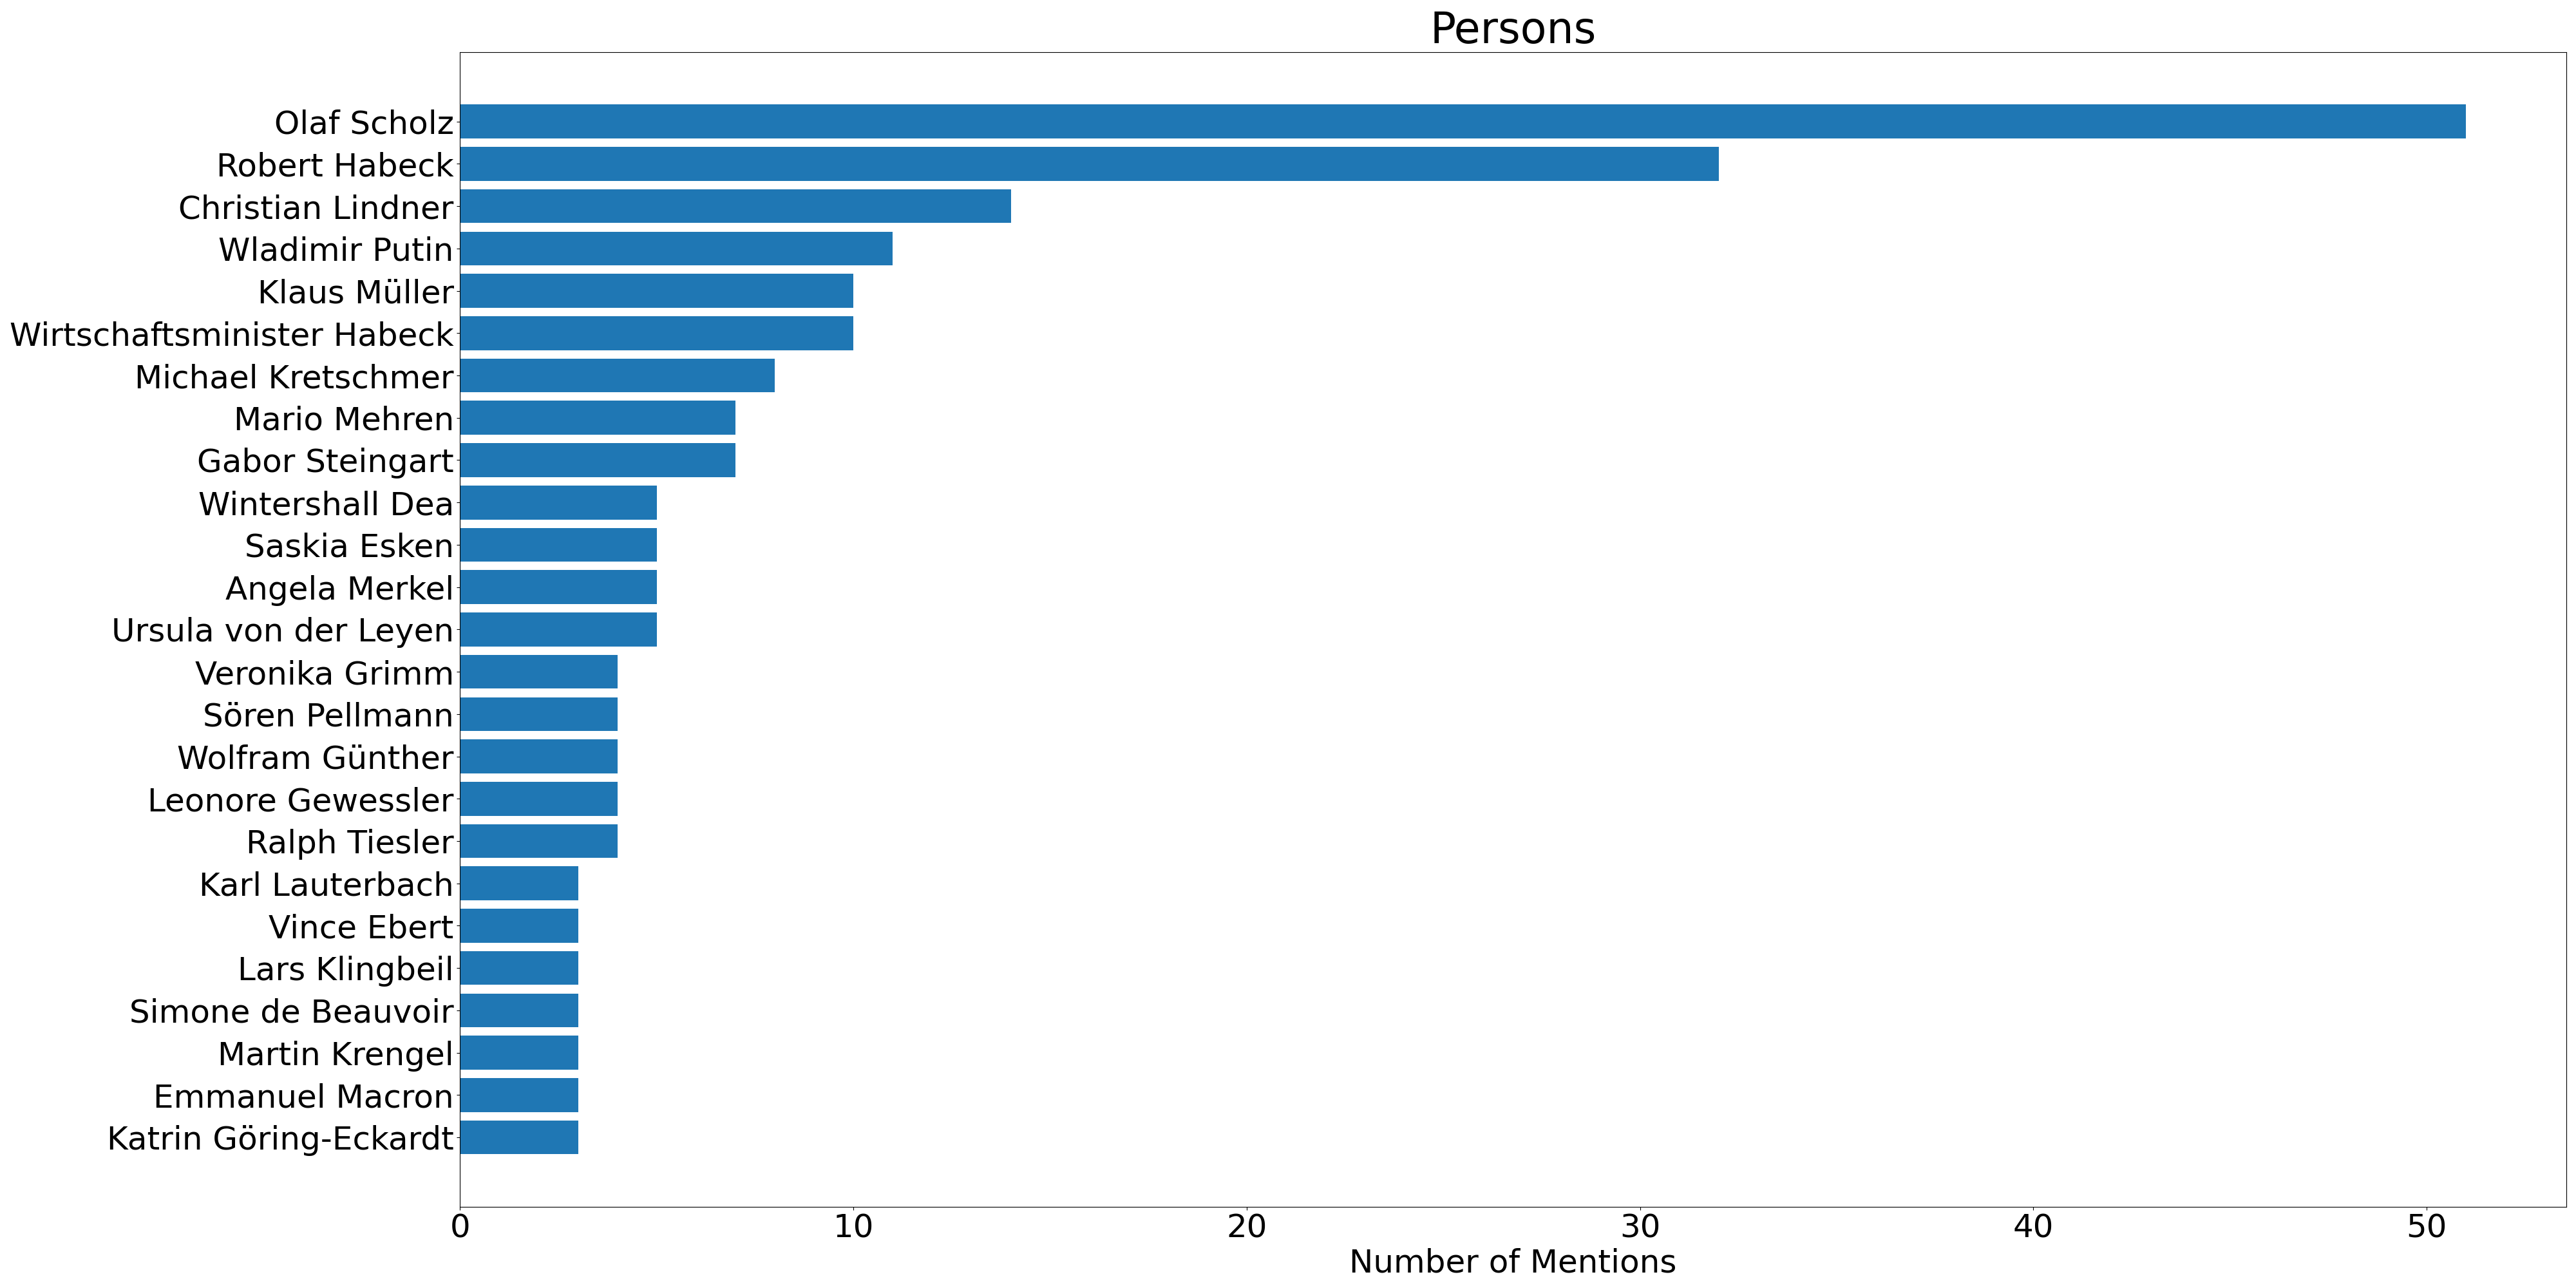 Persons
Olaf Scholz
Robert Habeck
Christian Lindner
Wladimir Putin
Klaus Müller
Wirtschaftsminister Habeck
Michael Kretschmer
Mario Mehren
Gabor Steingart
Wintershall Dea
Saskia Esken
Angela Merkel
Ursula von der Leyen
Veronika Grimm
Sören Pellmann
Wolfram Günther
Leonore Gewessler
Ralph Tiesler
Karl Lauterbach
Vince Ebert
Lars Klingbeil
Simone de Beauvoir
Martin Krengel
Emmanuel Macron
Katrin Göring-Eckardt
0 10 20 30 40 50
Number of Mentions